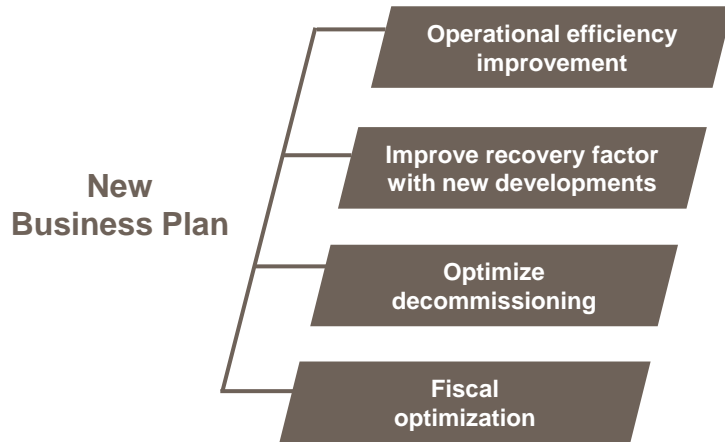 Operational efficiency
improvement
Improve recovery factor
with new developments
New
Business Plan
Optimize
decommissioning
Fiscal
optimization